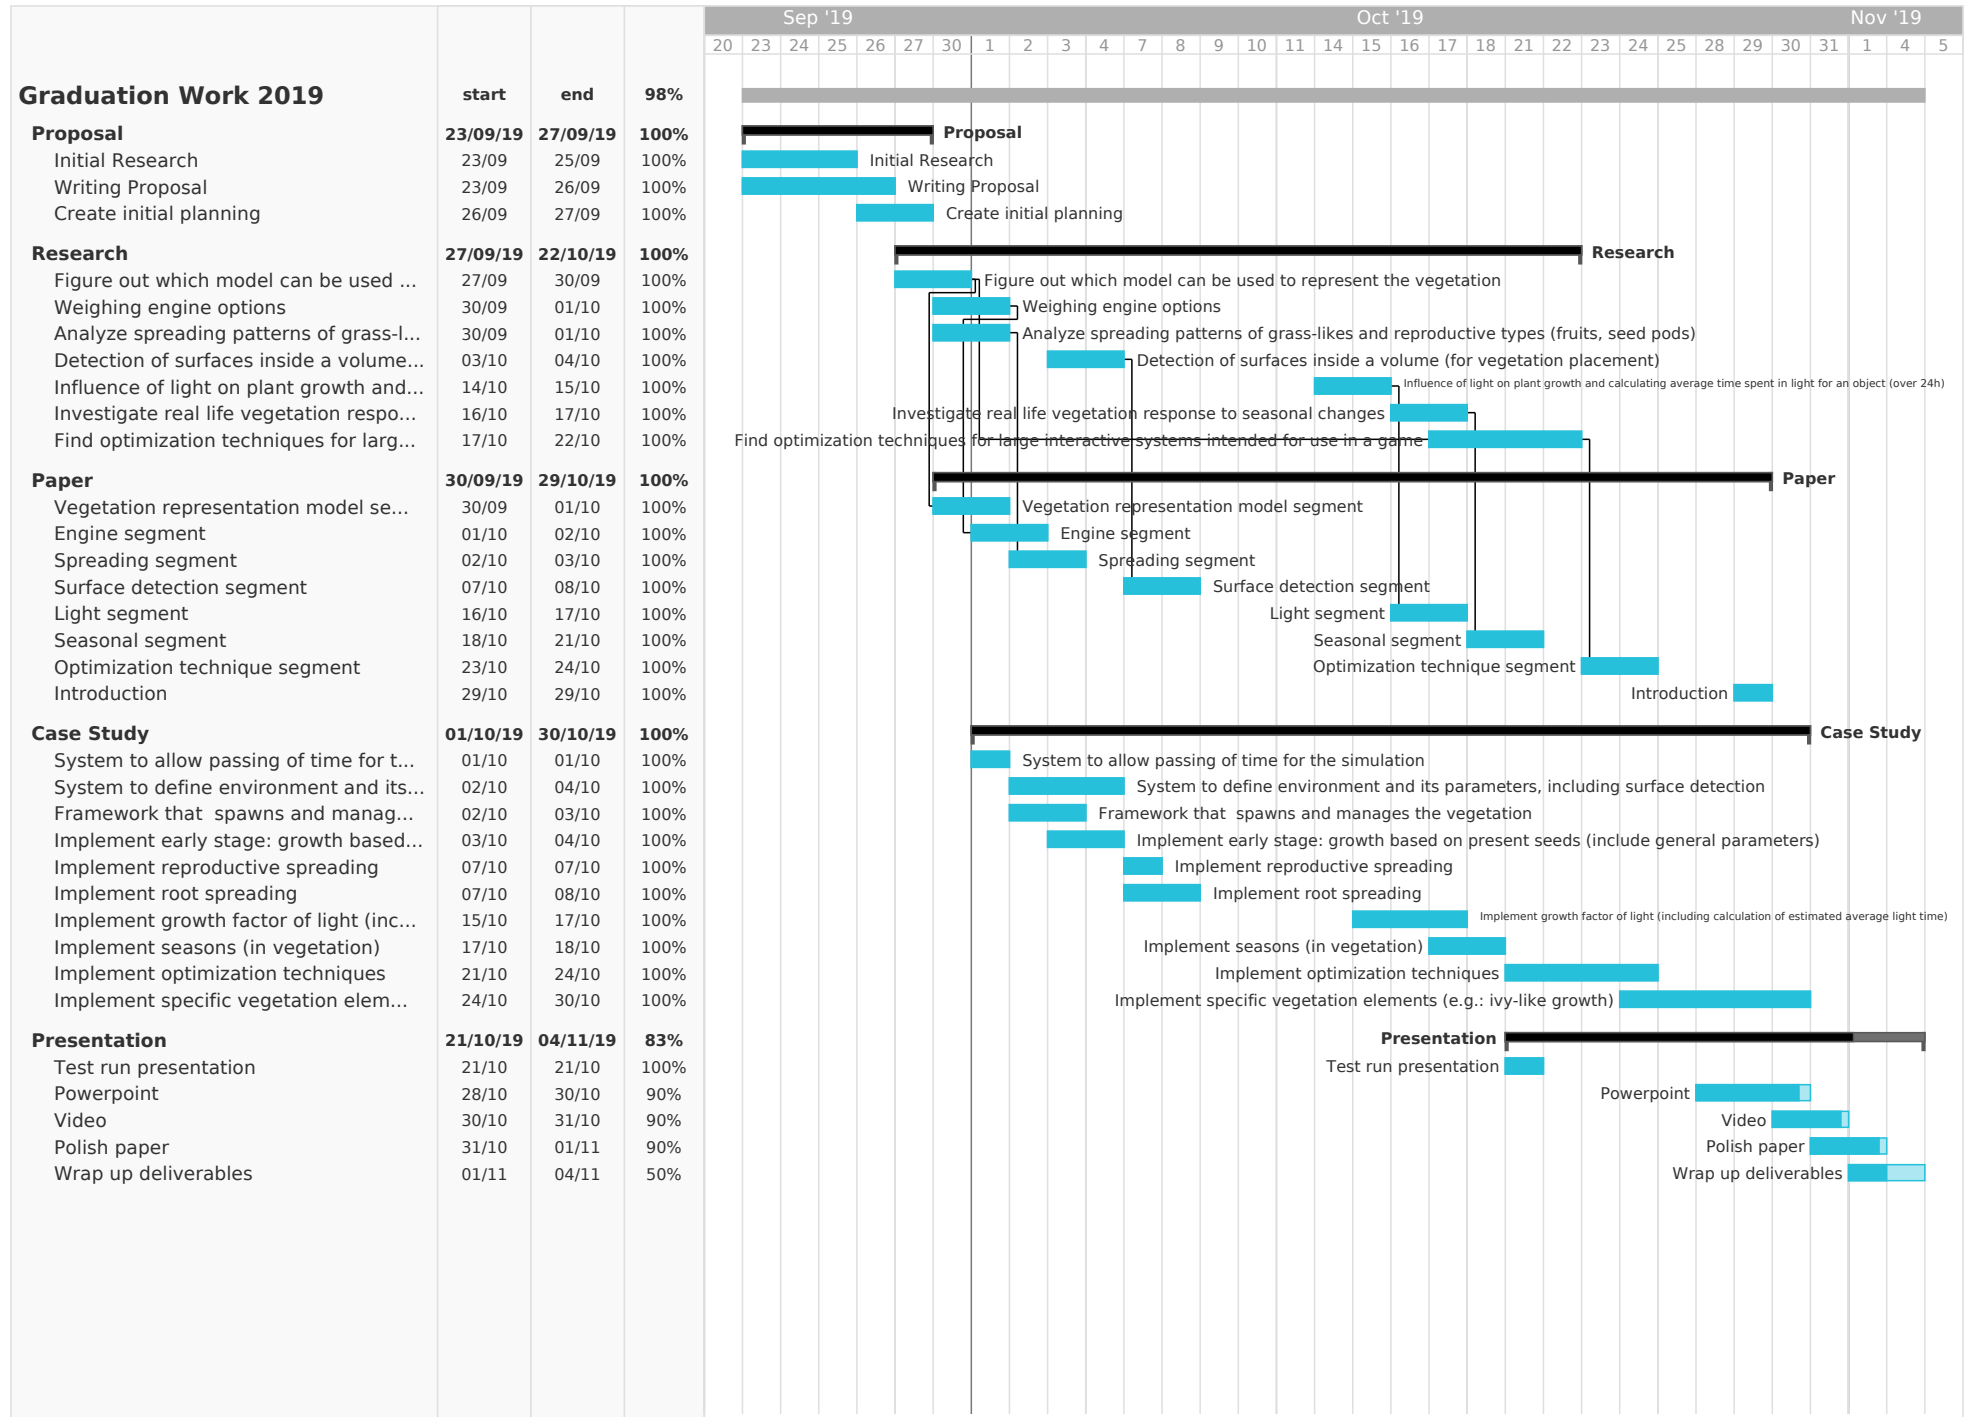 Sep '19 Oct '19 Nov '19
20 23 24 25 26 27 30 1 2 3 4 7 8 9 10 11 14 15 16 17 18 21 22 23 24 25 28 29 30 31 1 4 5
Graduation Work 2019 start end 98%
Proposal 23/09/19 27/09/19 100% Proposal
Initial Research 23/09 25/09 100% Initial Research
Writing Proposal 23/09 26/09 100% Writing Proposal
Create initial planning 26/09 27/09 100% Create initial planning
Research 27/09/19 22/10/19 100% Research
Figure out which model can be used ... 27/09 30/09 100% Figure out which model can be used to represent the vegetation
Weighing engine options 30/09 01/10 100% Weighing engine options
Analyze spreading patterns of grass-l... 30/09 01/10 100% Analyze spreading patterns of grass-likes and reproductive types (fruits, seed pods)
Detection of surfaces inside a volume... 03/10 04/10 100% Detection of surfaces inside a volume (for vegetation placement)
Influence of light on plant growth and... 14/10 15/10 100% Influence of light on plant growth and calculating average time spent in light for an object (over 24h)
Investigate real life vegetation respo... 16/10 17/10 100% Investigate real life vegetation response to seasonal changes
Find optimization techniques for larg... 17/10 22/10 100% Find optimization techniques for large interactive systems intended for use in a game
Paper 30/09/19 29/10/19 100% Paper
Vegetation representation model se... 30/09 01/10 100% Vegetation representation model segment
Engine segment 01/10 02/10 100% Engine segment
Spreading segment 02/10 03/10 100% Spreading segment
Surface detection segment 07/10 08/10 100% Surface detection segment
Light segment 16/10 17/10 100% Light segment
Seasonal segment 18/10 21/10 100% Seasonal segment
Optimization technique segment 23/10 24/10 100% Optimization technique segment
Introduction 29/10 29/10 100% Introduction
Case Study 01/10/19 30/10/19 100% Case Study
System to allow passing of time for t... 01/10 01/10 100% System to allow passing of time for the simulation
System to define environment and its... 02/10 04/10 100% System to define environment and its parameters, including surface detection
Framework that  spawns and manag... 02/10 03/10 100% Framework that  spawns and manages the vegetation
Implement early stage: growth based... 03/10 04/10 100% Implement early stage: growth based on present seeds (include general parameters)
Implement reproductive spreading 07/10 07/10 100% Implement reproductive spreading
Implement root spreading 07/10 08/10 100% Implement root spreading
Implement growth factor of light (inc... 15/10 17/10 100% Implement growth factor of light (including calculation of estimated average light time)
Implement seasons (in vegetation) 17/10 18/10 100% Implement seasons (in vegetation)
Implement optimization techniques 21/10 24/10 100% Implement optimization techniques
Implement specific vegetation elem... 24/10 30/10 100% Implement specific vegetation elements (e.g.: ivy-like growth)
Presentation 21/10/19 04/11/19 83% Presentation
Test run presentation 21/10 21/10 100% Test run presentation
Powerpoint 28/10 30/10 90% Powerpoint
Video 30/10 31/10 90% Video
Polish paper 31/10 01/11 90% Polish paper
Wrap up deliverables 01/11 04/11 50% Wrap up deliverables